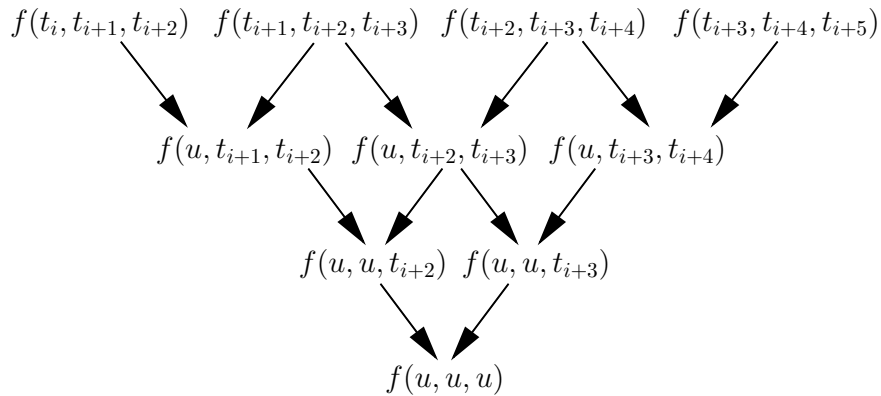 f(t_i, t_{i+1}, t_{i+2}) f(t_{i+1}, t_{i+2}, t_{i+3}) f(t_{i+2}, t_{i+3}, t_{i+4}) f(t_{i+3}, t_{i+4}, t_{i+5})
f(u, t_{i+1}, t_{i+2}) f(u, t_{i+2}, t_{i+3}) f(u, t_{i+3}, t_{i+4})
f(u, u, t_{i+2}) f(u, u, t_{i+3})
f(u, u, u)